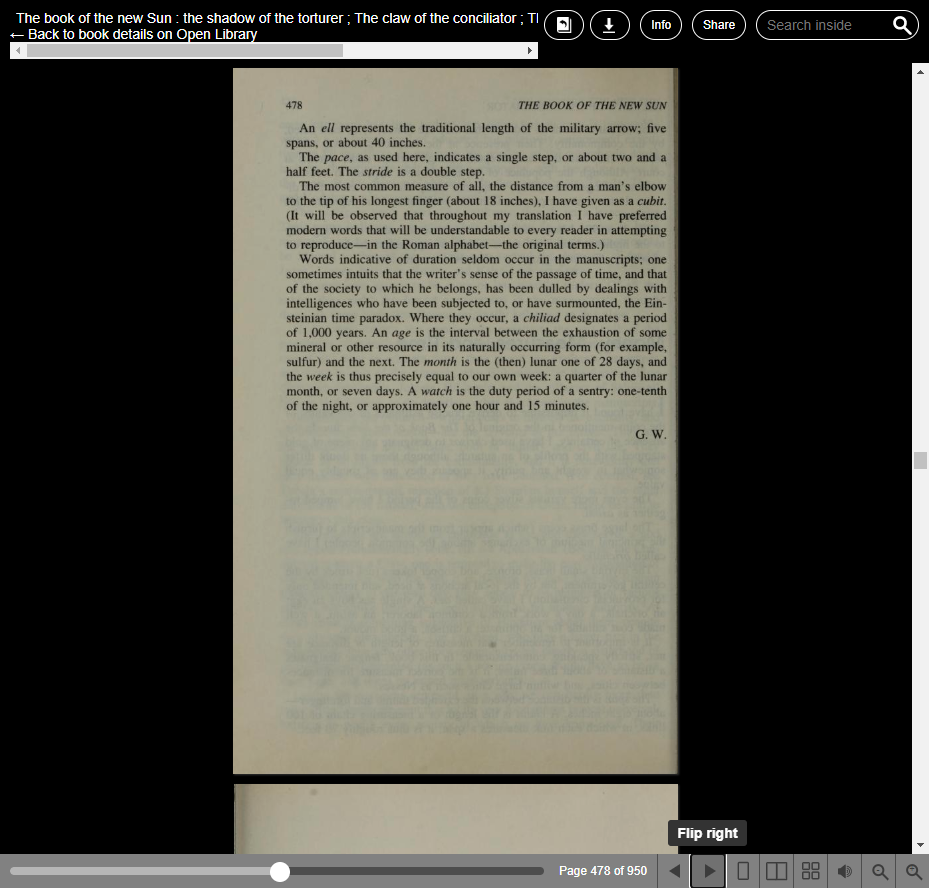 The book of the new Sun : the shadow of the torturer ; The claw of the conciliator ; Tl
← Back to book details on Open Library
Info
Share
Search inside
478
THE BOOK OF THE NEW SUN
An ell represents the traditional length of the military arrow; five
spans, or about 40 inches.
The pace, as used here, indicates a single step, or about two and a
half feet. The stride is a double step.
The most common measure of all, the distance from a man's elbow
to the tip of his longest finger (about 18 inches), I have given as a cubit.
(It will be observed that throughout my translation I have preferred
modern words that will be understandable to every reader in attempting
to reproduce—in the Roman alphabet—the original terms.)
Words indicative of duration seldom occur in the manuscripts; one
sometimes intuits that the writer's sense of the passage of time, and that
of the society to which he belongs, has been dulled by dealings with
intelligences who have been subjected to, or have surmounted, the Ein-
steinian time paradox. Where they occur, a chiliad designates a period
of 1,000 years. An age is the interval between the exhaustion of some
mineral or other resource in its naturally occurring form (for example,
sulfur) and the next. The month is the (then) lunar one of 28 days, and
the week is thus precisely equal to our own week: a quarter of the lunar
month, or seven days. A watch is the duty period of a sentry: one-tenth
of the night, or approximately one hour and 15 minutes.
G. W.
Flip right
Page 478 of 950